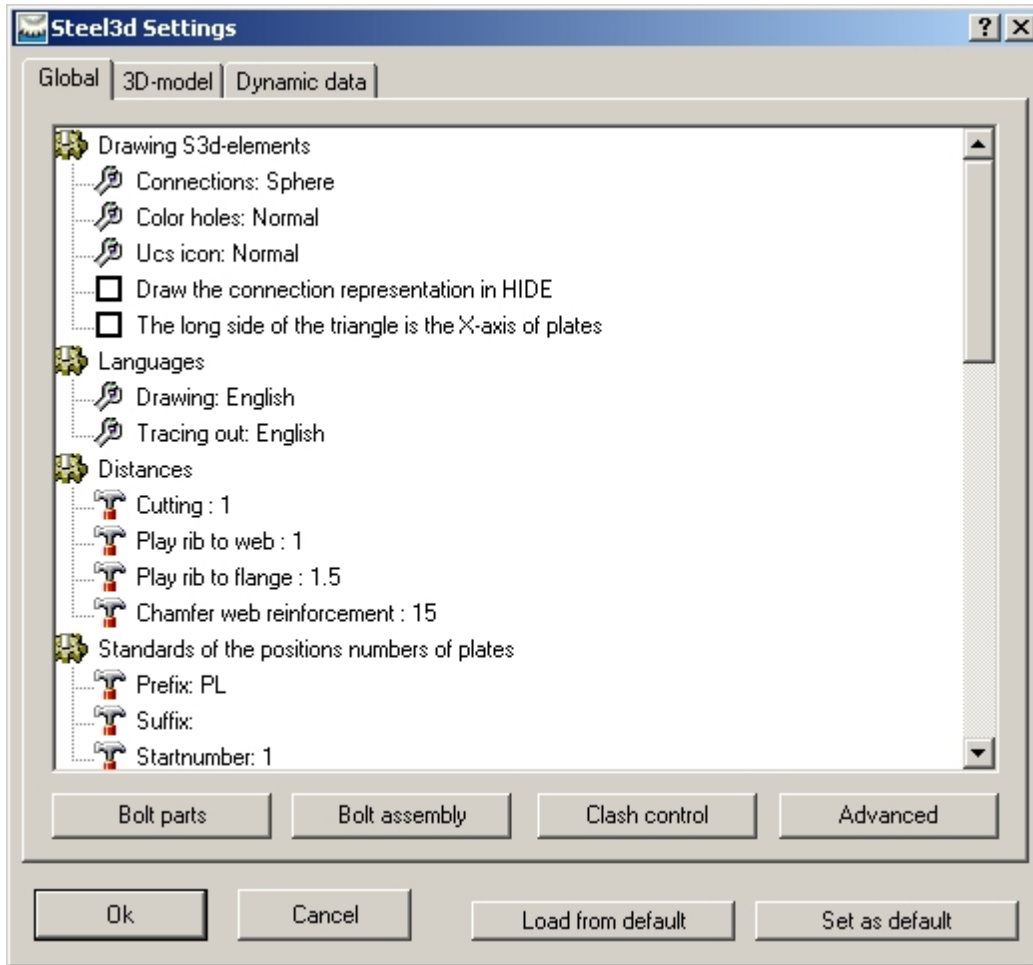 Steel3d Settings
Global 3D-model Dynamic data
Drawing S3d-elements
Connections: Sphere
Color holes: Normal
Ucs icon: Normal
Draw the connection representation in HIDE
The long side of the triangle is the X-axis of plates
Languages
Drawing: English
Tracing out: English
Distances
Cutting : 1
Play rib to web : 1
Play rib to flange : 1.5
Chamfer web reinforcement : 15
Standards of the positions numbers of plates
Prefix: PL
Suffix:
Startnumber: 1
Bolt parts Bolt assembly Clash control Advanced
Ok Cancel Load from default Set as default